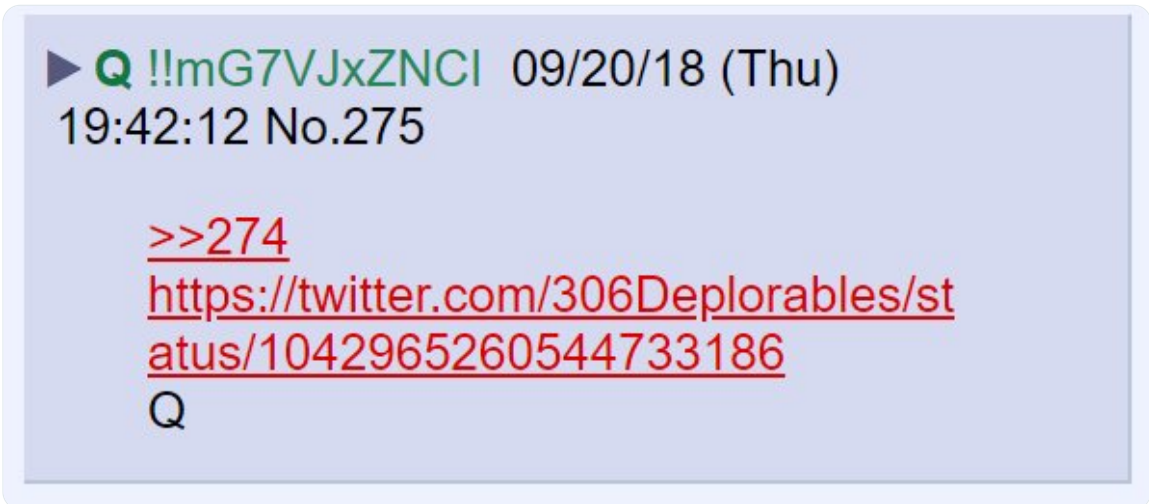 ▶ Q !!mG7VJxZNCI 09/20/18 (Thu)
19:42:12 No.275
>>274
https://twitter.com/306Deplorables/st
atus/1042965260544733186
Q